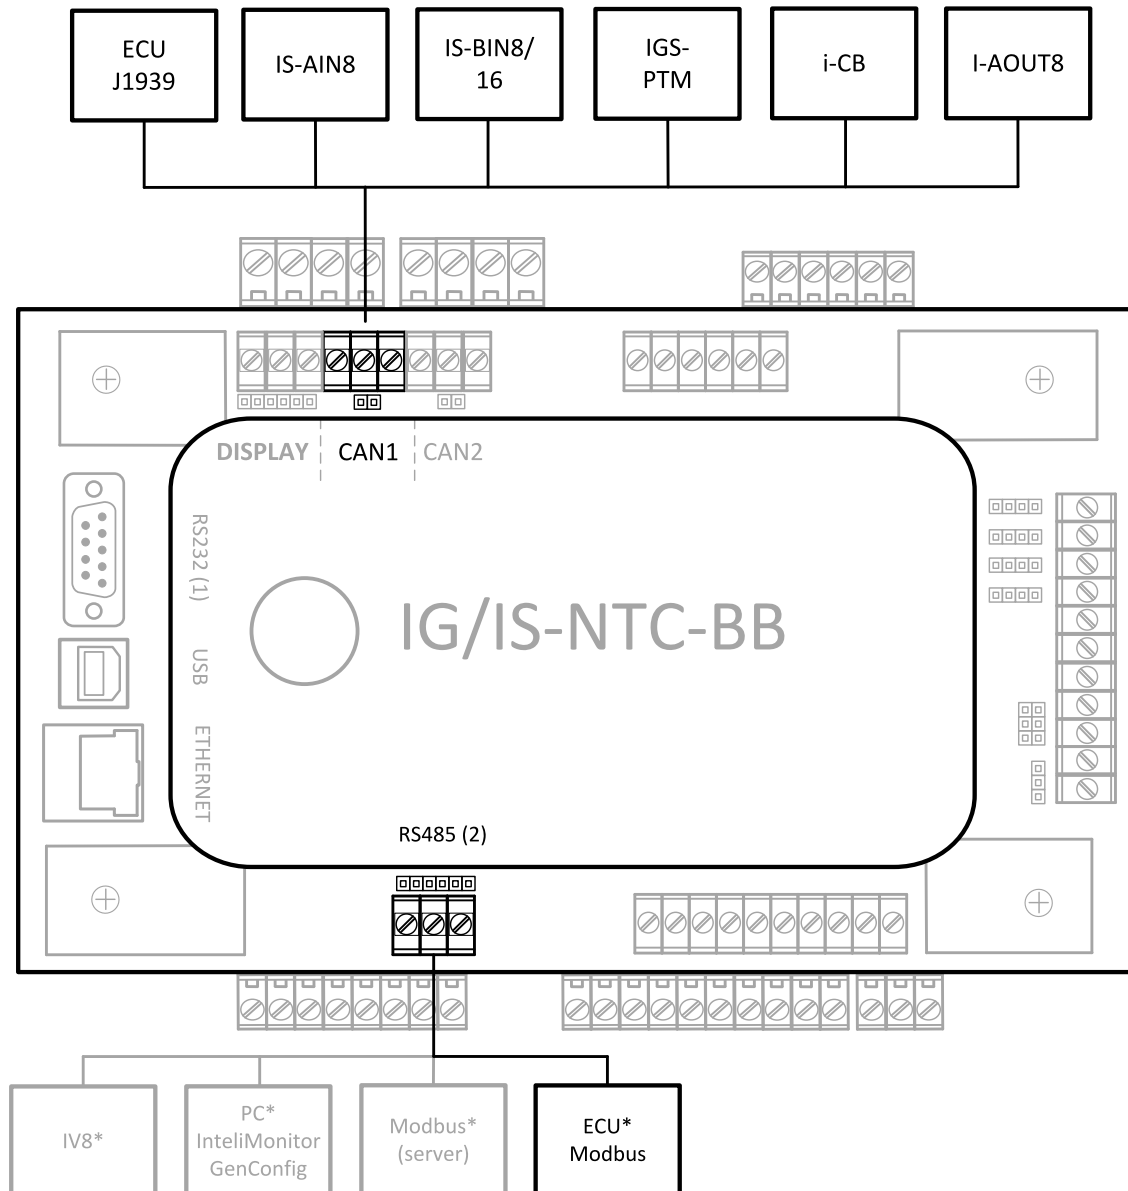 ECU
J1939
IS-AIN8
IS-BIN8/
16
IGS-
PTM
i-CB
I-AOUT8
DISPLAY
CAN1
CAN2
RS232 (1)
USB
ETHERNET
IG/IS-NTC-BB
RS485 (2)
IV8*
PC*
InteliMonitor
GenConfig
Modbus*
(server)
ECU*
Modbus